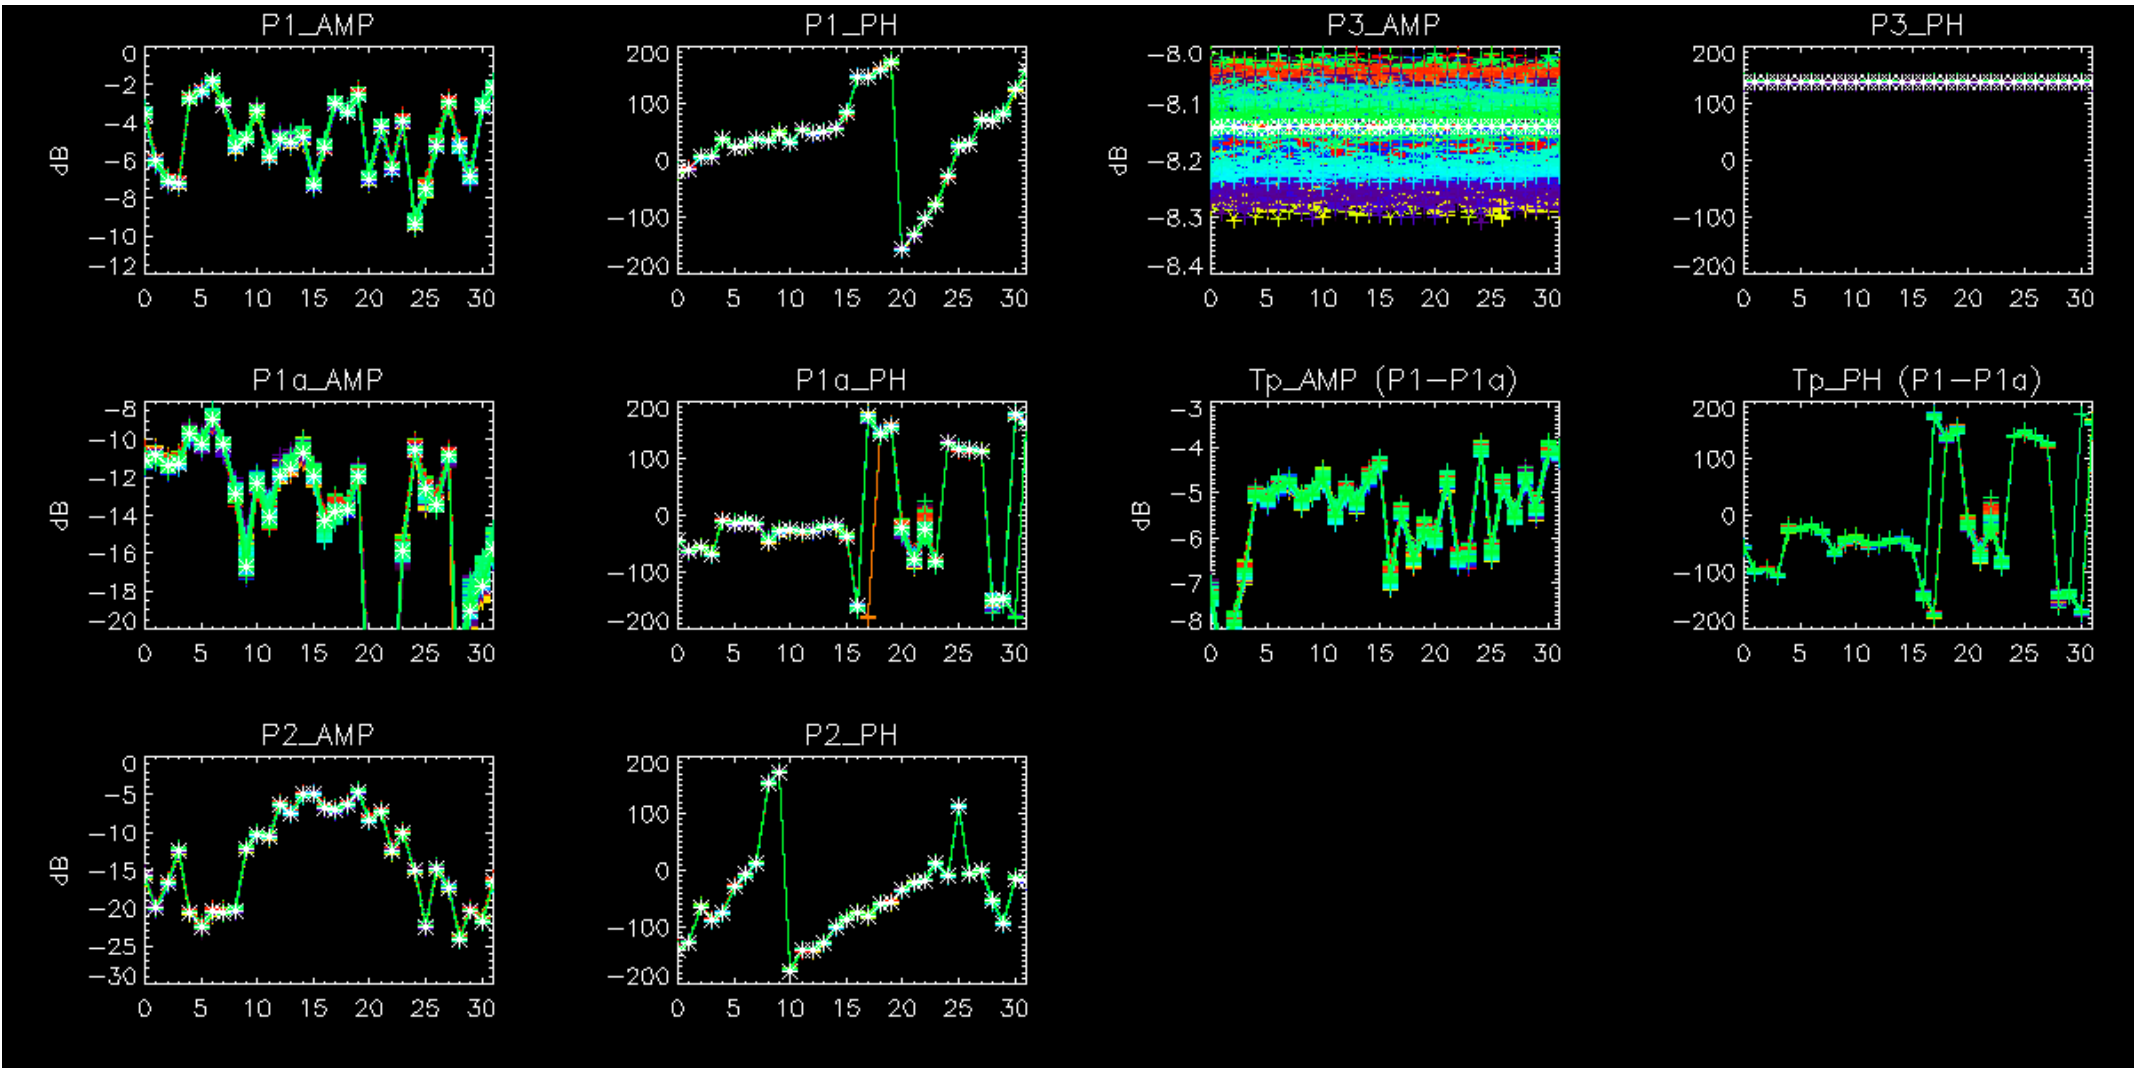 P1_AMP
0
−2
−4
−6
−8
−10
−12
dB
0 5 10 15 20 25 30
P1_PH
200
100
0
−100
−200
0 5 10 15 20 25 30
P3_AMP
−8.0
−8.1
−8.2
−8.3
−8.4
dB
0 5 10 15 20 25 30
P3_PH
200
100
0
−100
−200
0 5 10 15 20 25 30
P1a_AMP
−8
−10
−12
−14
−16
−18
−20
dB
0 5 10 15 20 25 30
P1a_PH
200
100
0
−100
−200
0 5 10 15 20 25 30
Tp_AMP (P1−P1a)
−3
−4
−5
−6
−7
−8
dB
0 5 10 15 20 25 30
Tp_PH (P1−P1a)
200
100
0
−100
−200
0 5 10 15 20 25 30
P2_AMP
0
−5
−10
−15
−20
−25
−30
dB
0 5 10 15 20 25 30
P2_PH
200
100
0
−100
−200
0 5 10 15 20 25 30